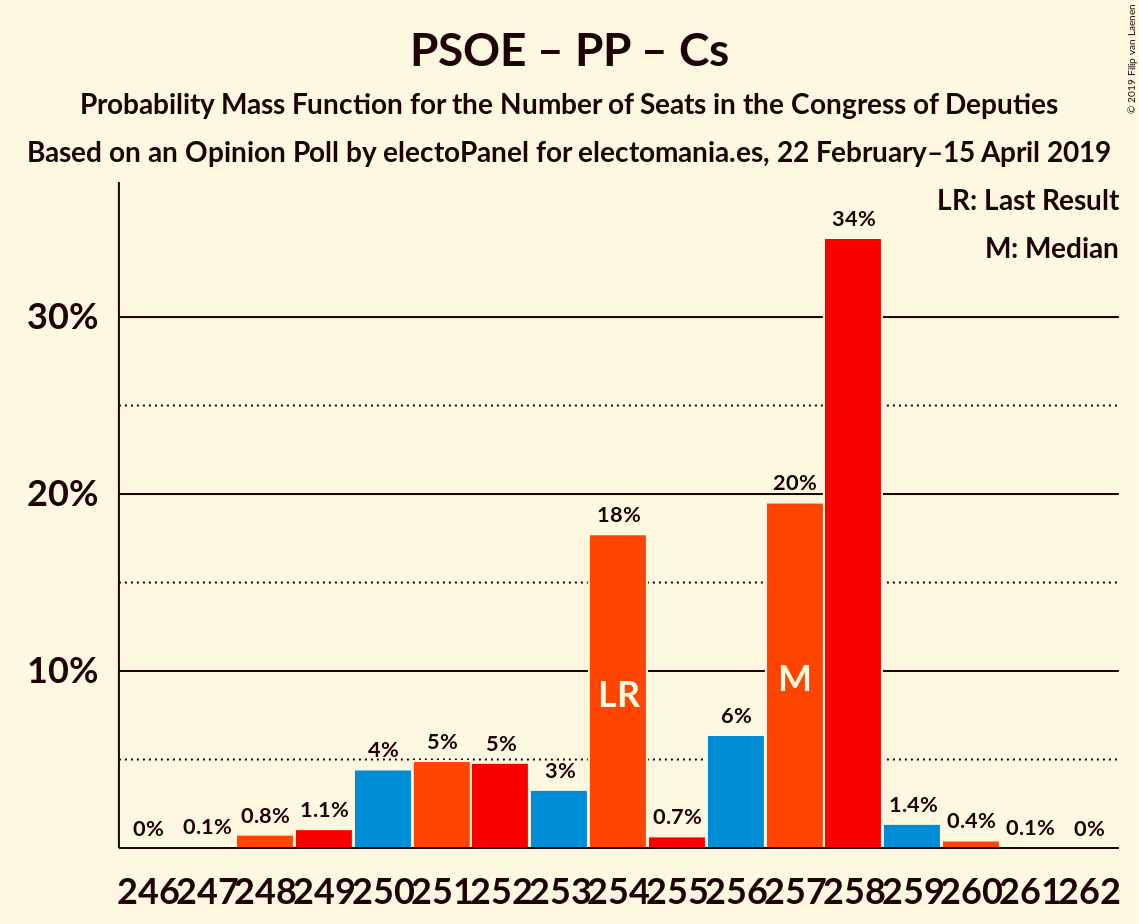 PSOE – PP – Cs
Probability Mass Function for the Number of Seats in the Congress of Deputies
Based on an Opinion Poll by electoPanel for electomania.es, 22 February–15 April 2019
© 2019 Filip van Laenen
LR: Last Result
M: Median
30%
20%
10%
0% 0.1% 0.8% 1.1% 4% 5% 5% 3% 18% 0.7% 6% 20% 34% 1.4% 0.4% 0.1% 0%
LR
M
246 247 248 249 250 251 252 253 254 255 256 257 258 259 260 261 262